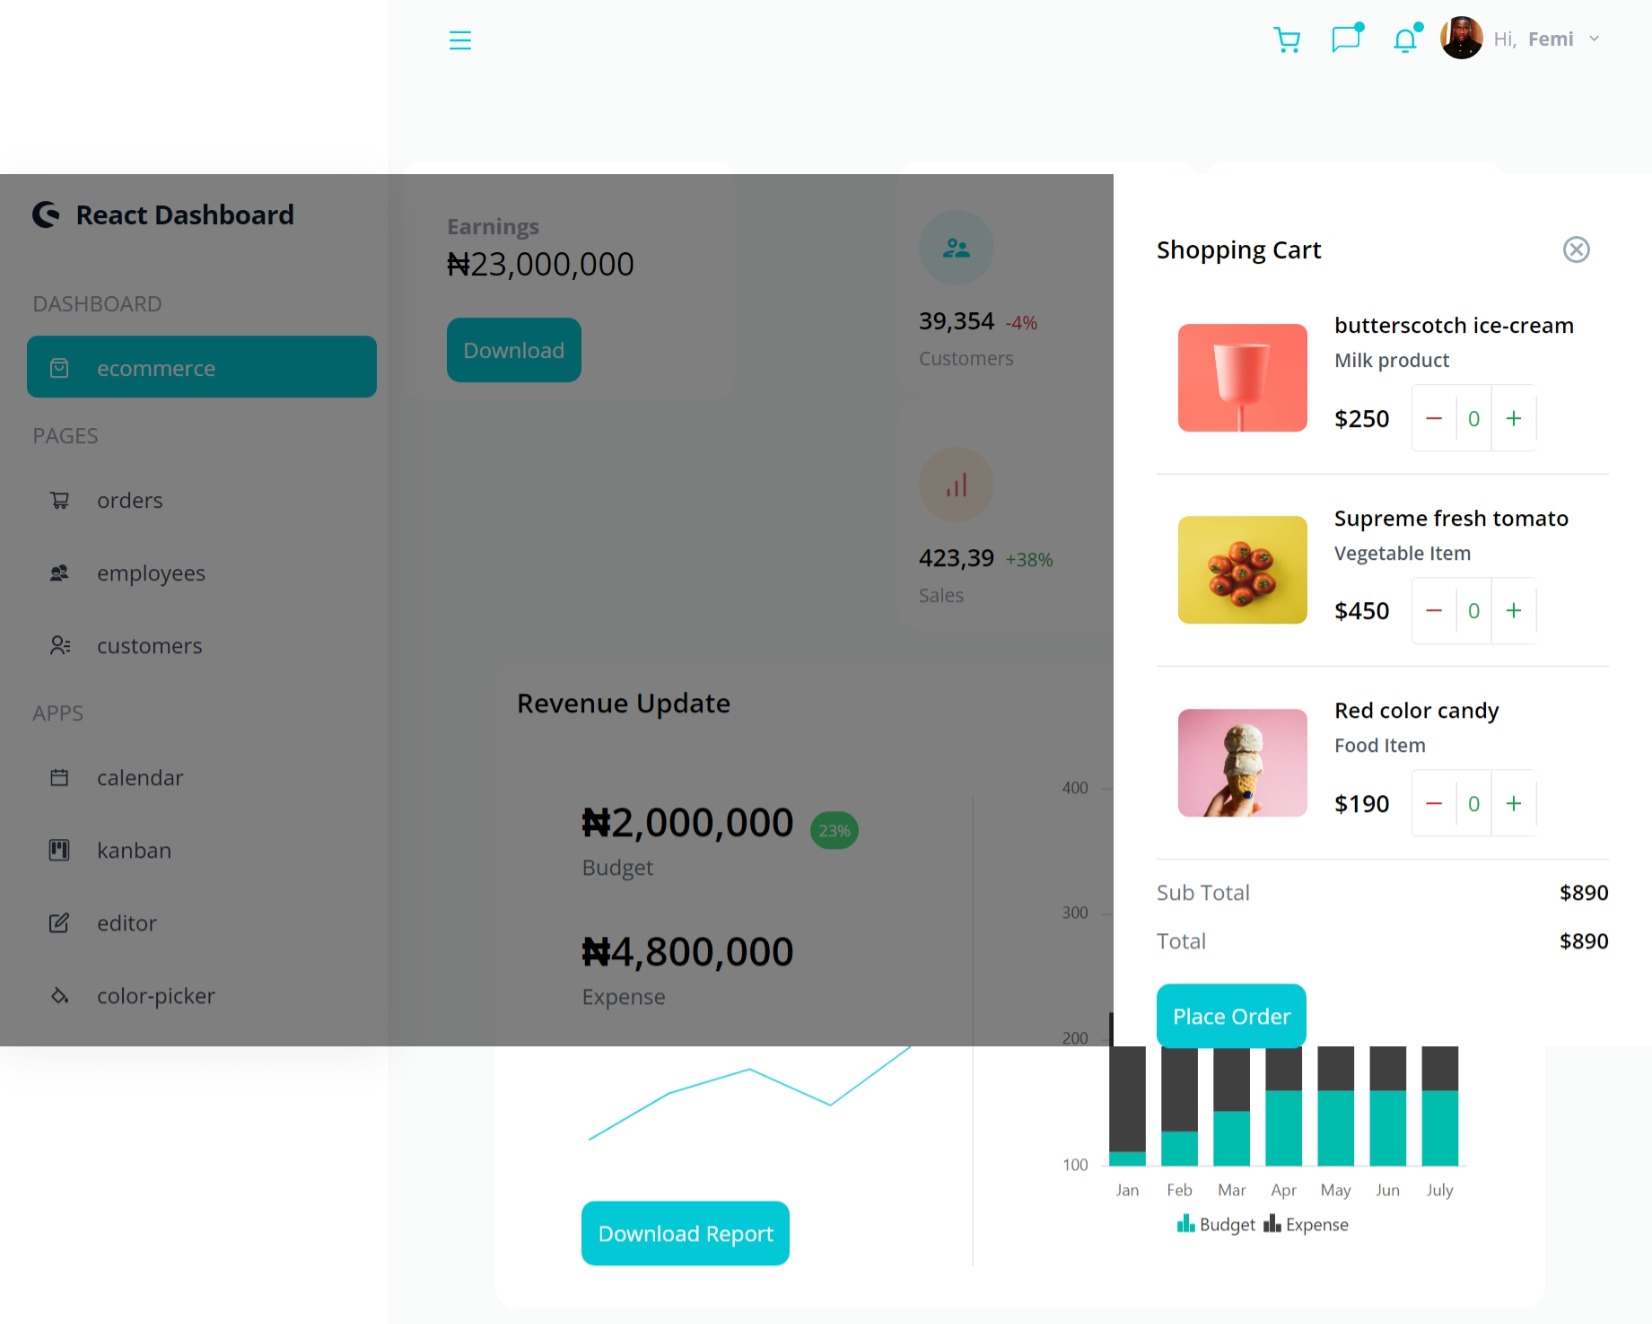 Hi, Femi
React Dashboard
DASHBOARD
ecommerce
PAGES
orders
employees
customers
APPS
calendar
kanban
editor
color-picker
Earnings
₦23,000,000
Download
39,354 -4%
Customers
423,39 +38%
Sales
Revenue Update
₦2,000,000 23%
Budget
₦4,800,000
Expense
Download Report
400
300
200
100
Jan Feb Mar Apr May Jun July
Budget Expense
Shopping Cart
butterscotch ice-cream
Milk product
$250 − 0 +
Supreme fresh tomato
Vegetable Item
$450 − 0 +
Red color candy
Food Item
$190 − 0 +
Sub Total $890
Total $890
Place Order